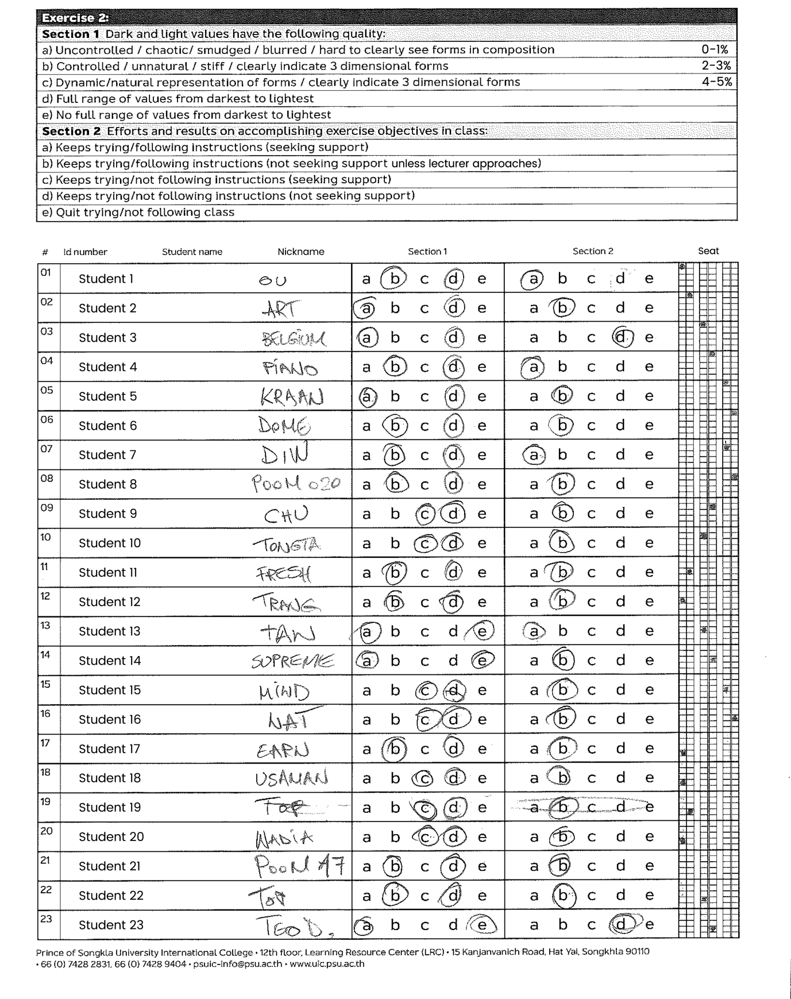 Exercise 2:
Section 1 Dark and light values have the following quality:
a) Uncontrolled / chaotic/ smudged / blurred / hard to clearly see forms in composition 0-1%
b) Controlled / unnatural / stiff / clearly indicate 3 dimensional forms 2-3%
c) Dynamic/natural representation of forms / clearly indicate 3 dimensional forms 4-5%
d) Full range of values from darkest to lightest
e) No full range of values from darkest to lightest
Section 2 Efforts and results on accomplishing exercise objectives in class:
a) Keeps trying/following instructions (seeking support)
b) Keeps trying/following instructions (not seeking support unless lecturer approaches)
c) Keeps trying/not following instructions (seeking support)
d) Keeps trying/not following instructions (not seeking support)
e) Quit trying/not following class
# Id number Student name Nickname Section 1 Section 2 Seat
01 Student 1 OU a b c d e a b c d e
02 Student 2 ART a b c d e a b c d e
03 Student 3 BELGIUM a b c d e a b c d e
04 Student 4 PIANO a b c d e a b c d e
05 Student 5 KRAAN a b c d e a b c d e
06 Student 6 DOME a b c d e a b c d e
07 Student 7 DIW a b c d e a b c d e
08 Student 8 POOM 020 a b c d e a b c d e
09 Student 9 CHU a b c d e a b c d e
10 Student 10 TONGTA a b c d e a b c d e
11 Student 11 FRESH a b c d e a b c d e
12 Student 12 TRANG a b c d e a b c d e
13 Student 13 TAN a b c d e a b c d e
14 Student 14 SUPREME a b c d e a b c d e
15 Student 15 MIND a b c d e a b c d e
16 Student 16 NAT a b c d e a b c d e
17 Student 17 EARN a b c d e a b c d e
18 Student 18 USAMAN a b c d e a b c d e
19 Student 19 a b c d e a b c d e
20 Student 20 NADIA a b c d e a b c d e
21 Student 21 POOM 17 a b c d e a b c d e
22 Student 22 TOP a b c d e a b c d e
23 Student 23 TEO D. a b c d e a b c d e
Prince of Songkla University International College • 12th floor, Learning Resource Center (LRC) • 15 Kanjanvanich Road, Hat Yai, Songkhla 90110
• 66 (0) 7428 2831, 66 (0) 7428 9404 • psuic-info@psu.ac.th • www.uic.psu.ac.th